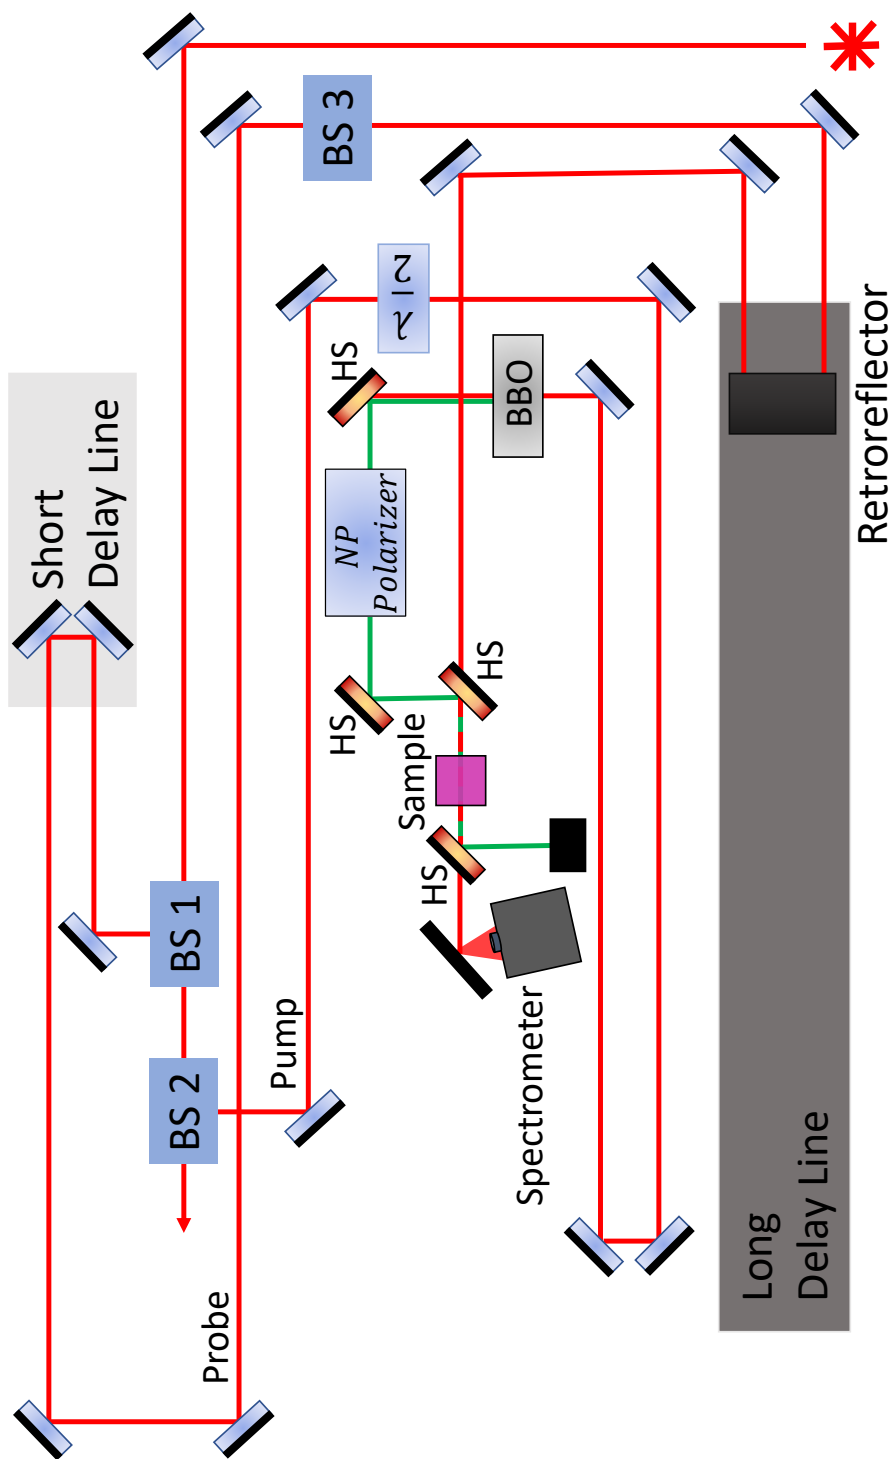 Short
Delay Line
BS 1
BS 2
BS 3
Probe
Pump
λ
2
HS
NP
Polarizer
HS
BBO
HS
Sample
HS
Spectrometer
Long
Delay Line
Retroreflector